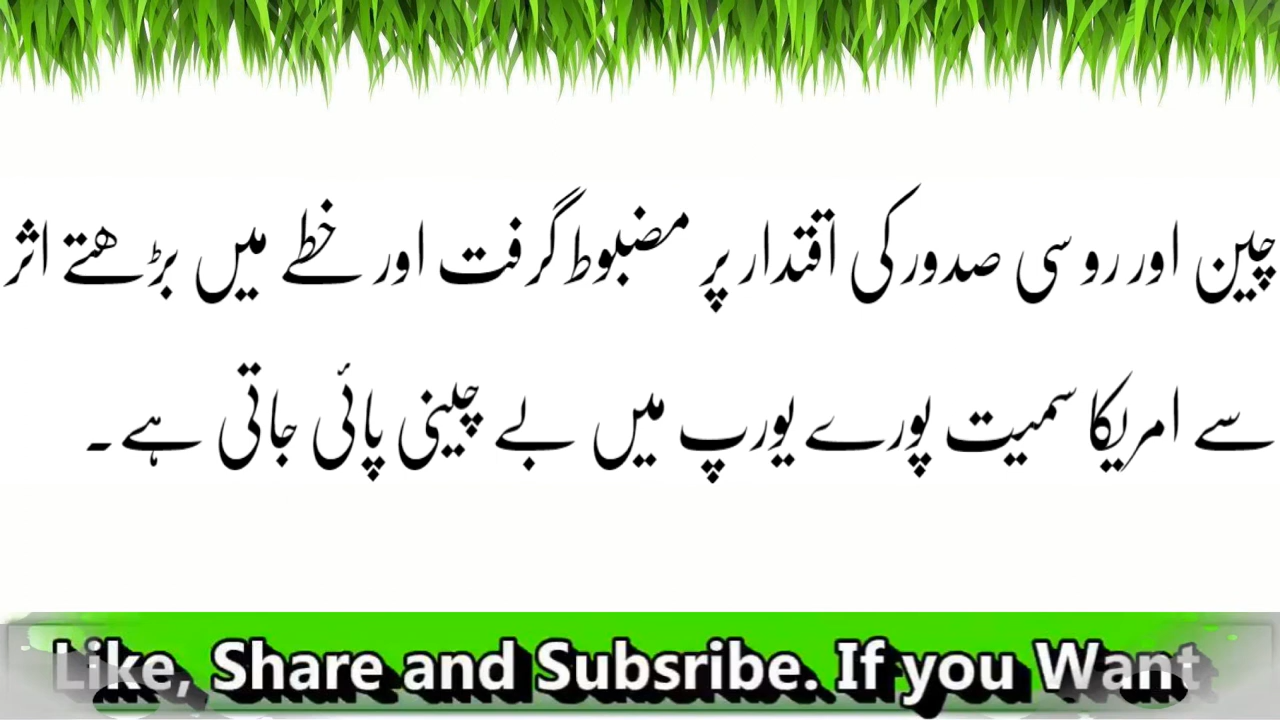 چین اور روسی صدور کی اقتدار پر مضبوط گرفت اور خطے میں بڑھتے اثر
سے امریکا سمیت پورے یورپ میں بے چینی پائی جاتی ہے۔
Like, Share and Subsribe. If you Want